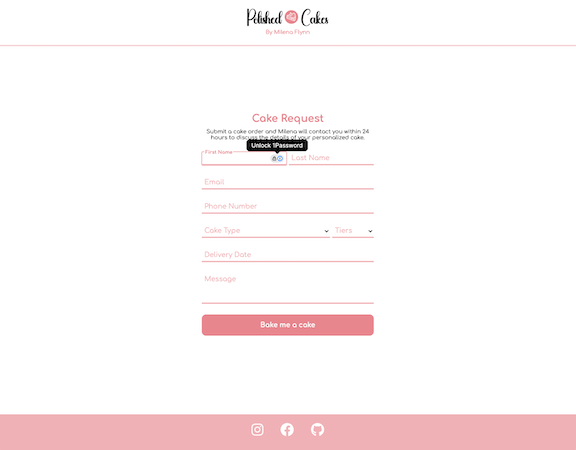 Polished Cakes
By Milena Flynn
Cake Request
Submit a cake order and Milena will contact you within 24
hours to discuss the details of your personalized cake.
Unlock 1Password
First Name
Last Name
Email
Phone Number
Cake Type
Tiers
Delivery Date
Message
Bake me a cake